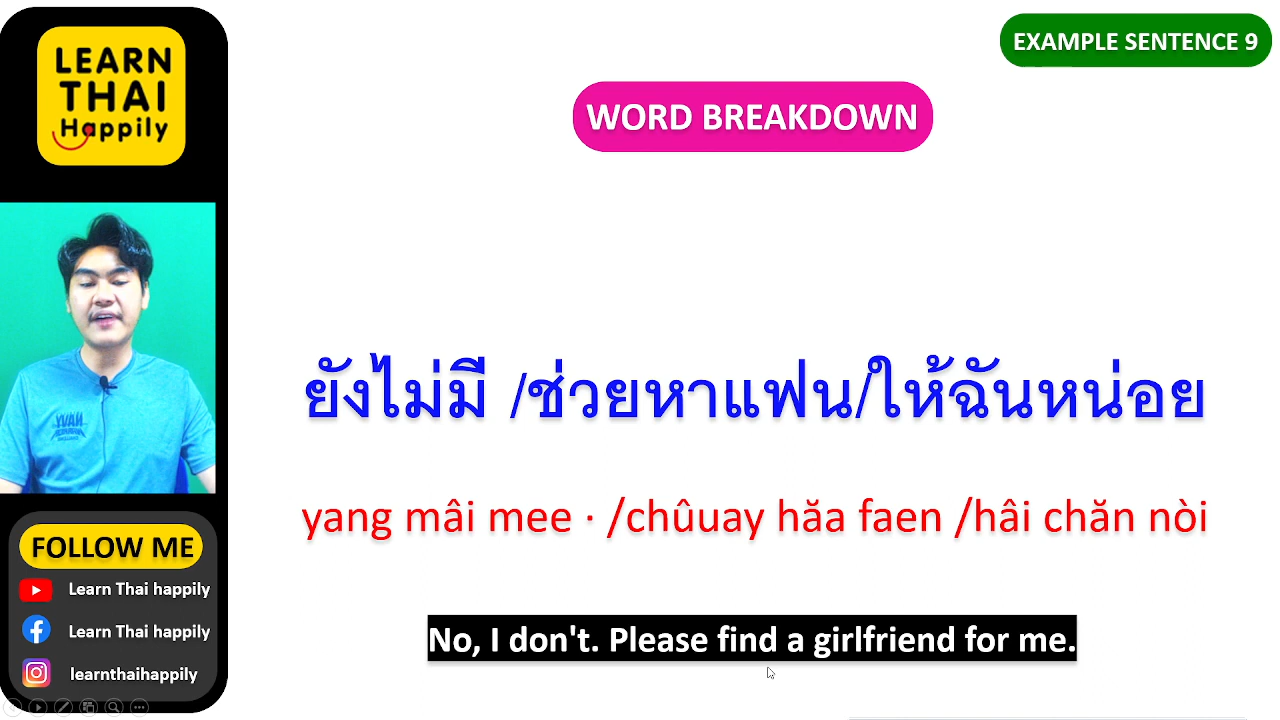 LEARN
THAI
Happily
EXAMPLE SENTENCE 9
WORD BREAKDOWN
ยังไม่มี /ช่วยหาแฟน/ให้ฉันหน่อย
yang mâi mee · /chûuay hăa faen /hâi chăn nòi
No, I don't. Please find a girlfriend for me.
FOLLOW ME
Learn Thai happily
Learn Thai happily
learnthaihappily